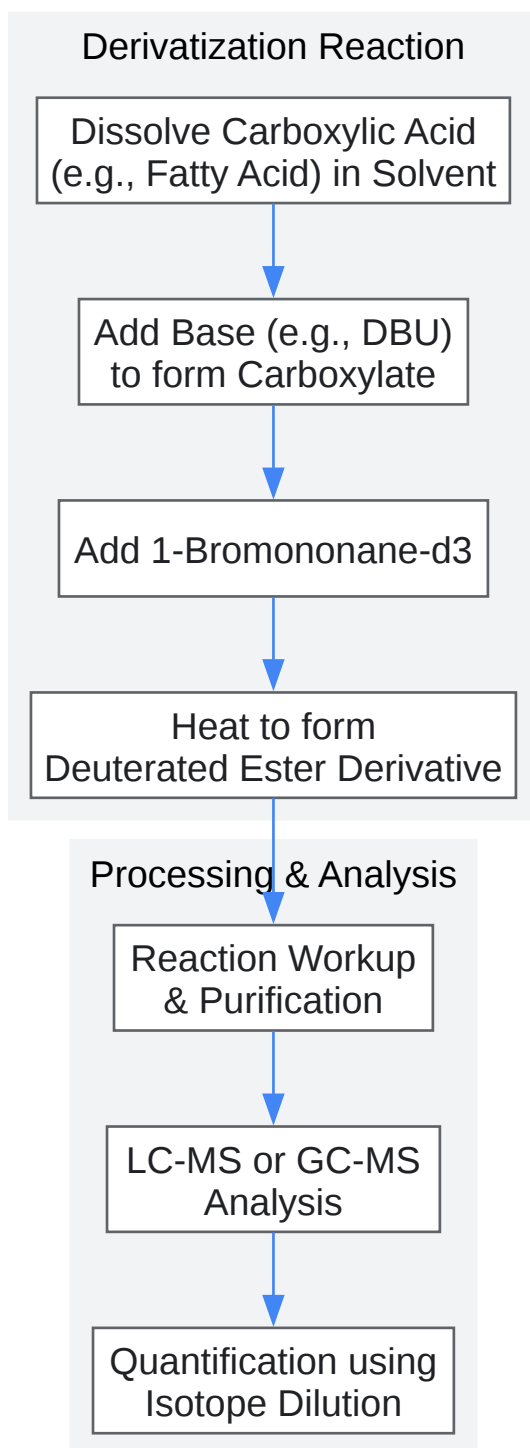 Derivatization Reaction
Dissolve Carboxylic Acid
(e.g., Fatty Acid) in Solvent
Add Base (e.g., DBU)
to form Carboxylate
Add 1-Bromononane-d3
Heat to form
Deuterated Ester Derivative
Processing & Analysis
Reaction Workup
& Purification
LC-MS or GC-MS
Analysis
Quantification using
Isotope Dilution